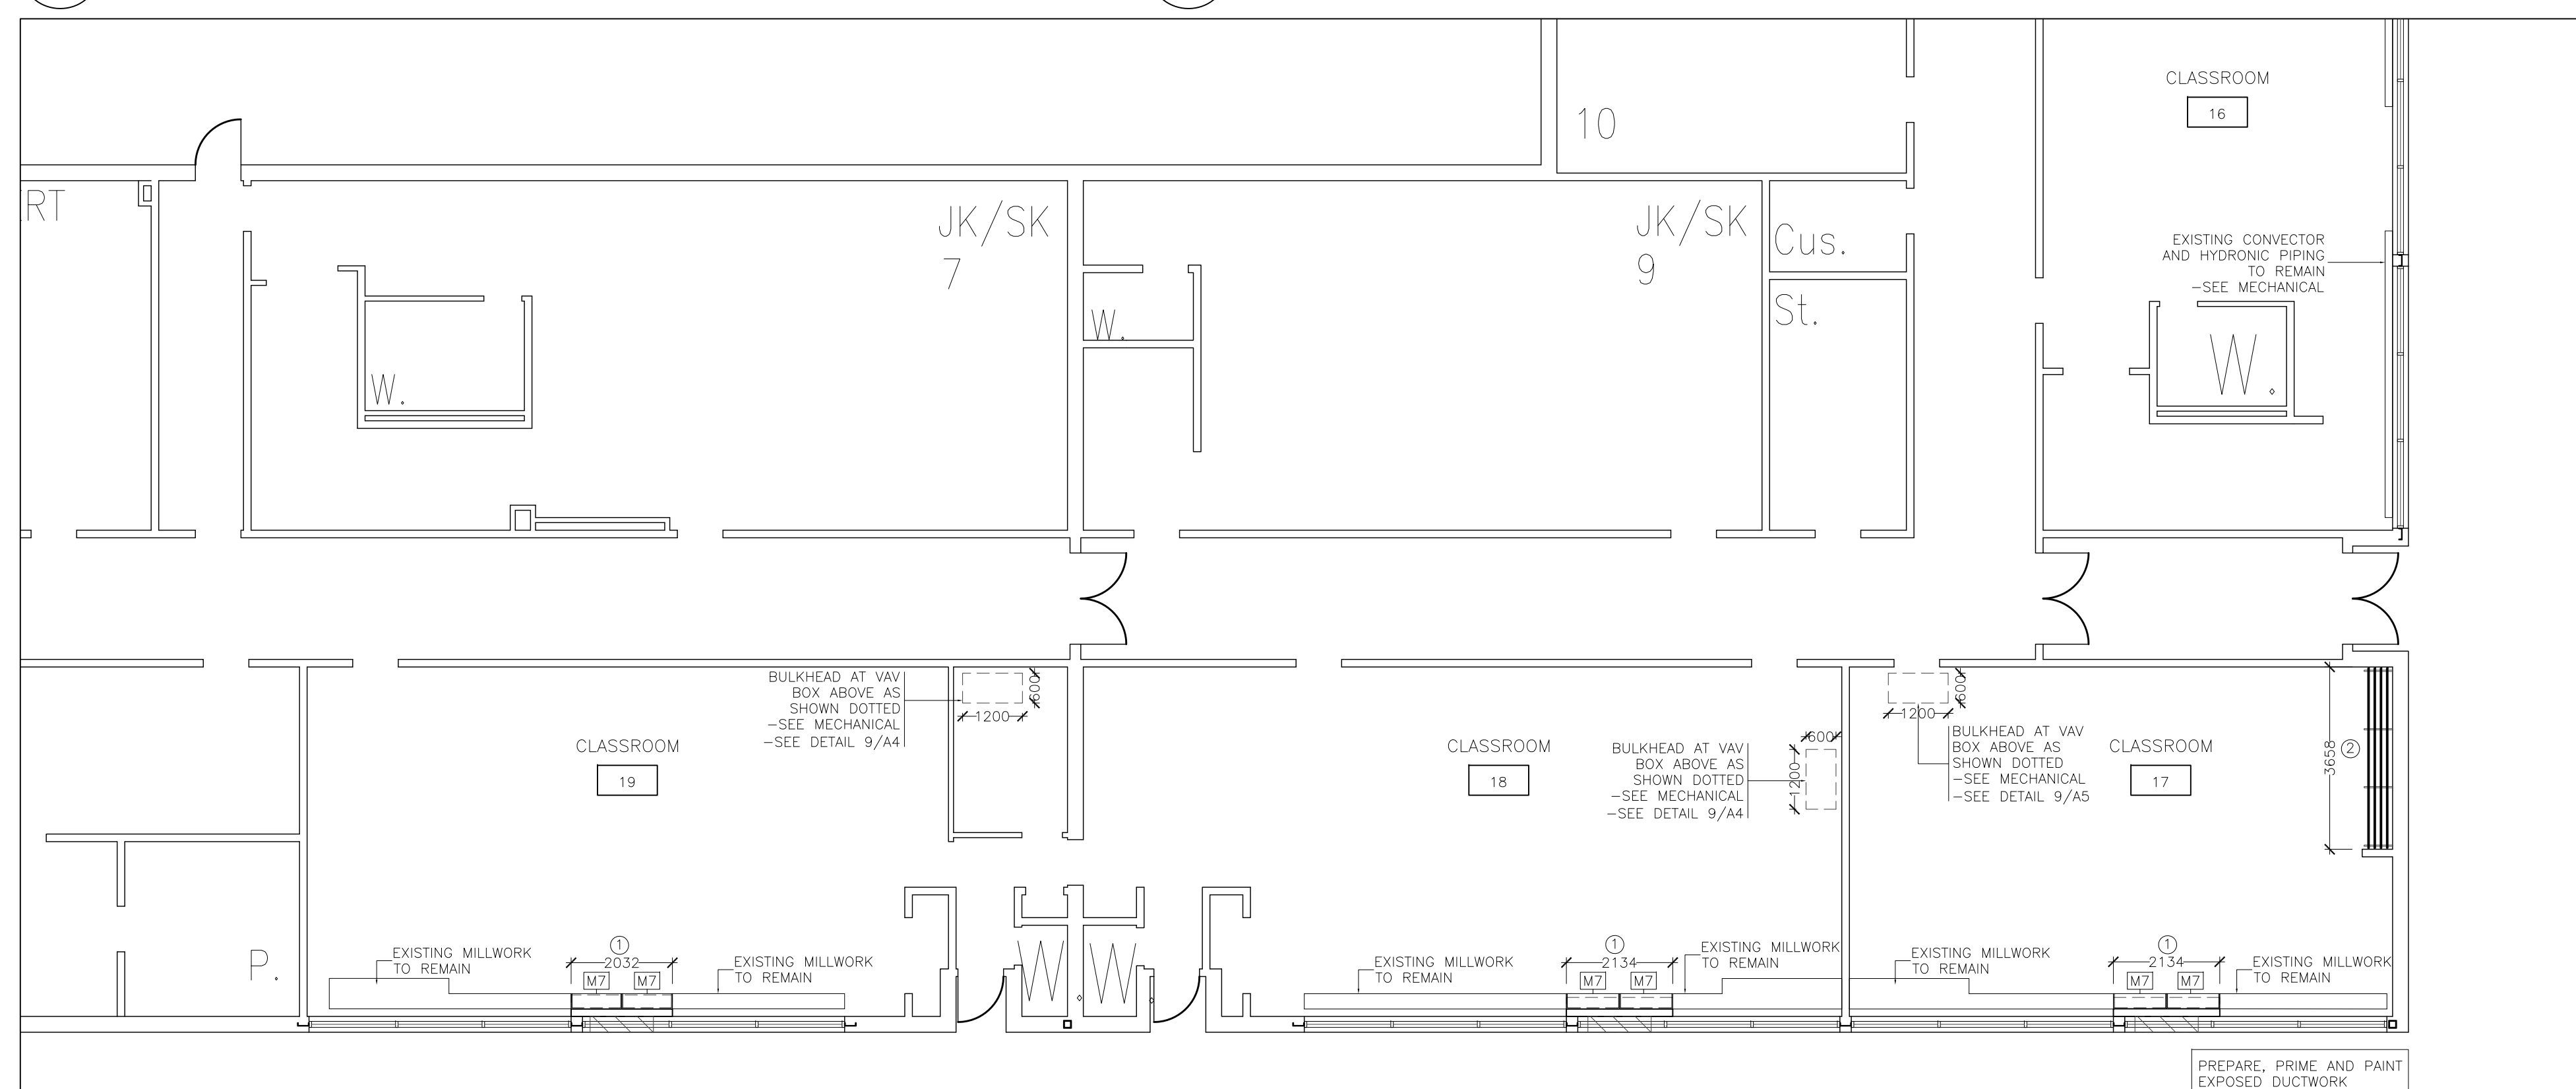 CLASSROOM
16
10
RT
JK/SK
7
JK/SK
9
Cus.
St.
EXISTING CONVECTOR
AND HYDRONIC PIPING
TO REMAIN
-SEE MECHANICAL
W.
W.
W.
BULKHEAD AT VAV
BOX ABOVE AS
SHOWN DOTTED
-SEE MECHANICAL
-SEE DETAIL 9/A4
600
1200
CLASSROOM
19
CLASSROOM
18
BULKHEAD AT VAV
BOX ABOVE AS
SHOWN DOTTED
-SEE MECHANICAL
-SEE DETAIL 9/A4
600
1200
600
1200
BULKHEAD AT VAV
BOX ABOVE AS
SHOWN DOTTED
-SEE MECHANICAL
-SEE DETAIL 9/A5
CLASSROOM
17
3658
2
P.
EXISTING MILLWORK
TO REMAIN
1
2032
M7 M7
EXISTING MILLWORK
TO REMAIN
W
W
EXISTING MILLWORK
TO REMAIN
1
2134
M7 M7
EXISTING MILLWORK
TO REMAIN
EXISTING MILLWORK
TO REMAIN
1
2134
M7 M7
EXISTING MILLWORK
TO REMAIN
PREPARE, PRIME AND PAINT
EXPOSED DUCTWORK